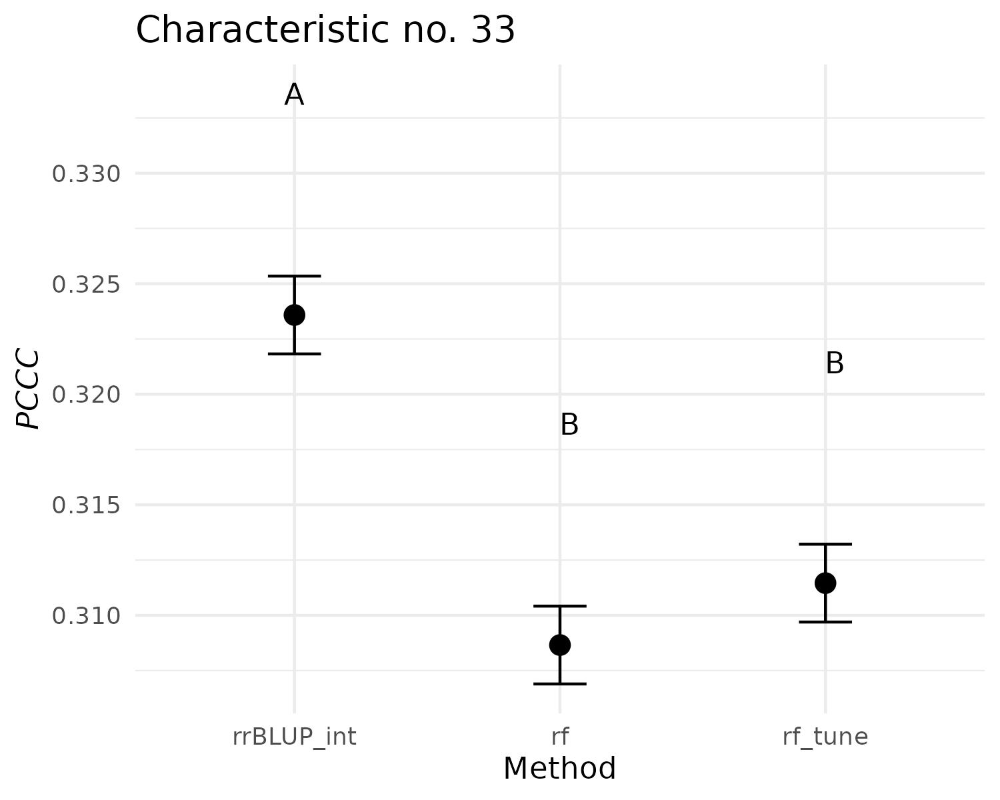 Characteristic no. 33
A
0.330
0.325
B
0.320
B
0.315
0.310
PCCC
rrBLUP_int rf rf_tune
Method